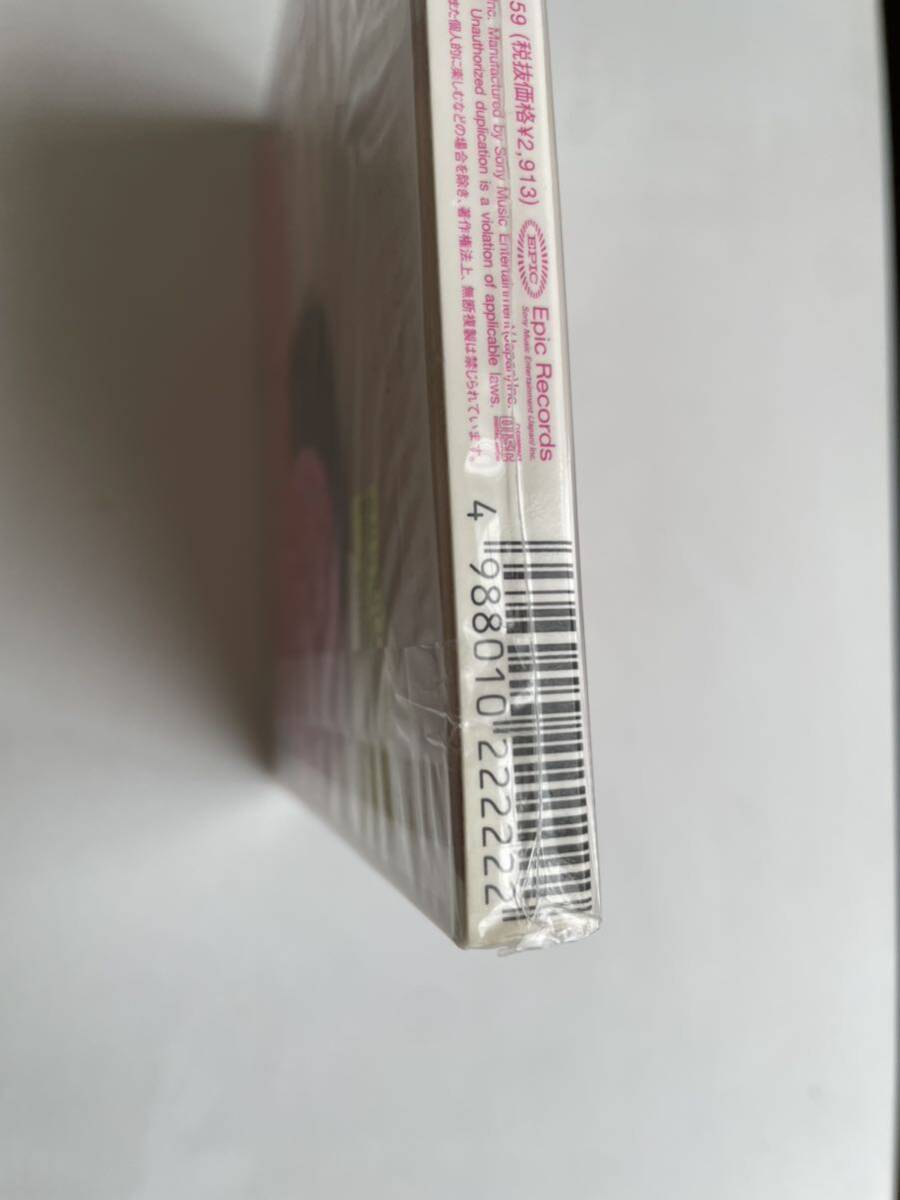 59 (税抜価格¥2,913)
EPIC
Epic Records
Sony Music Entertainment (Japan) Inc.
Inc. Manufactured by Sony Music Entertainment (Japan) Inc.
Unauthorized duplication is a violation of applicable laws.
また個人的に楽しむなどの場合を除き、著作権法上、無断複製は禁じられています。
4 988010 222222